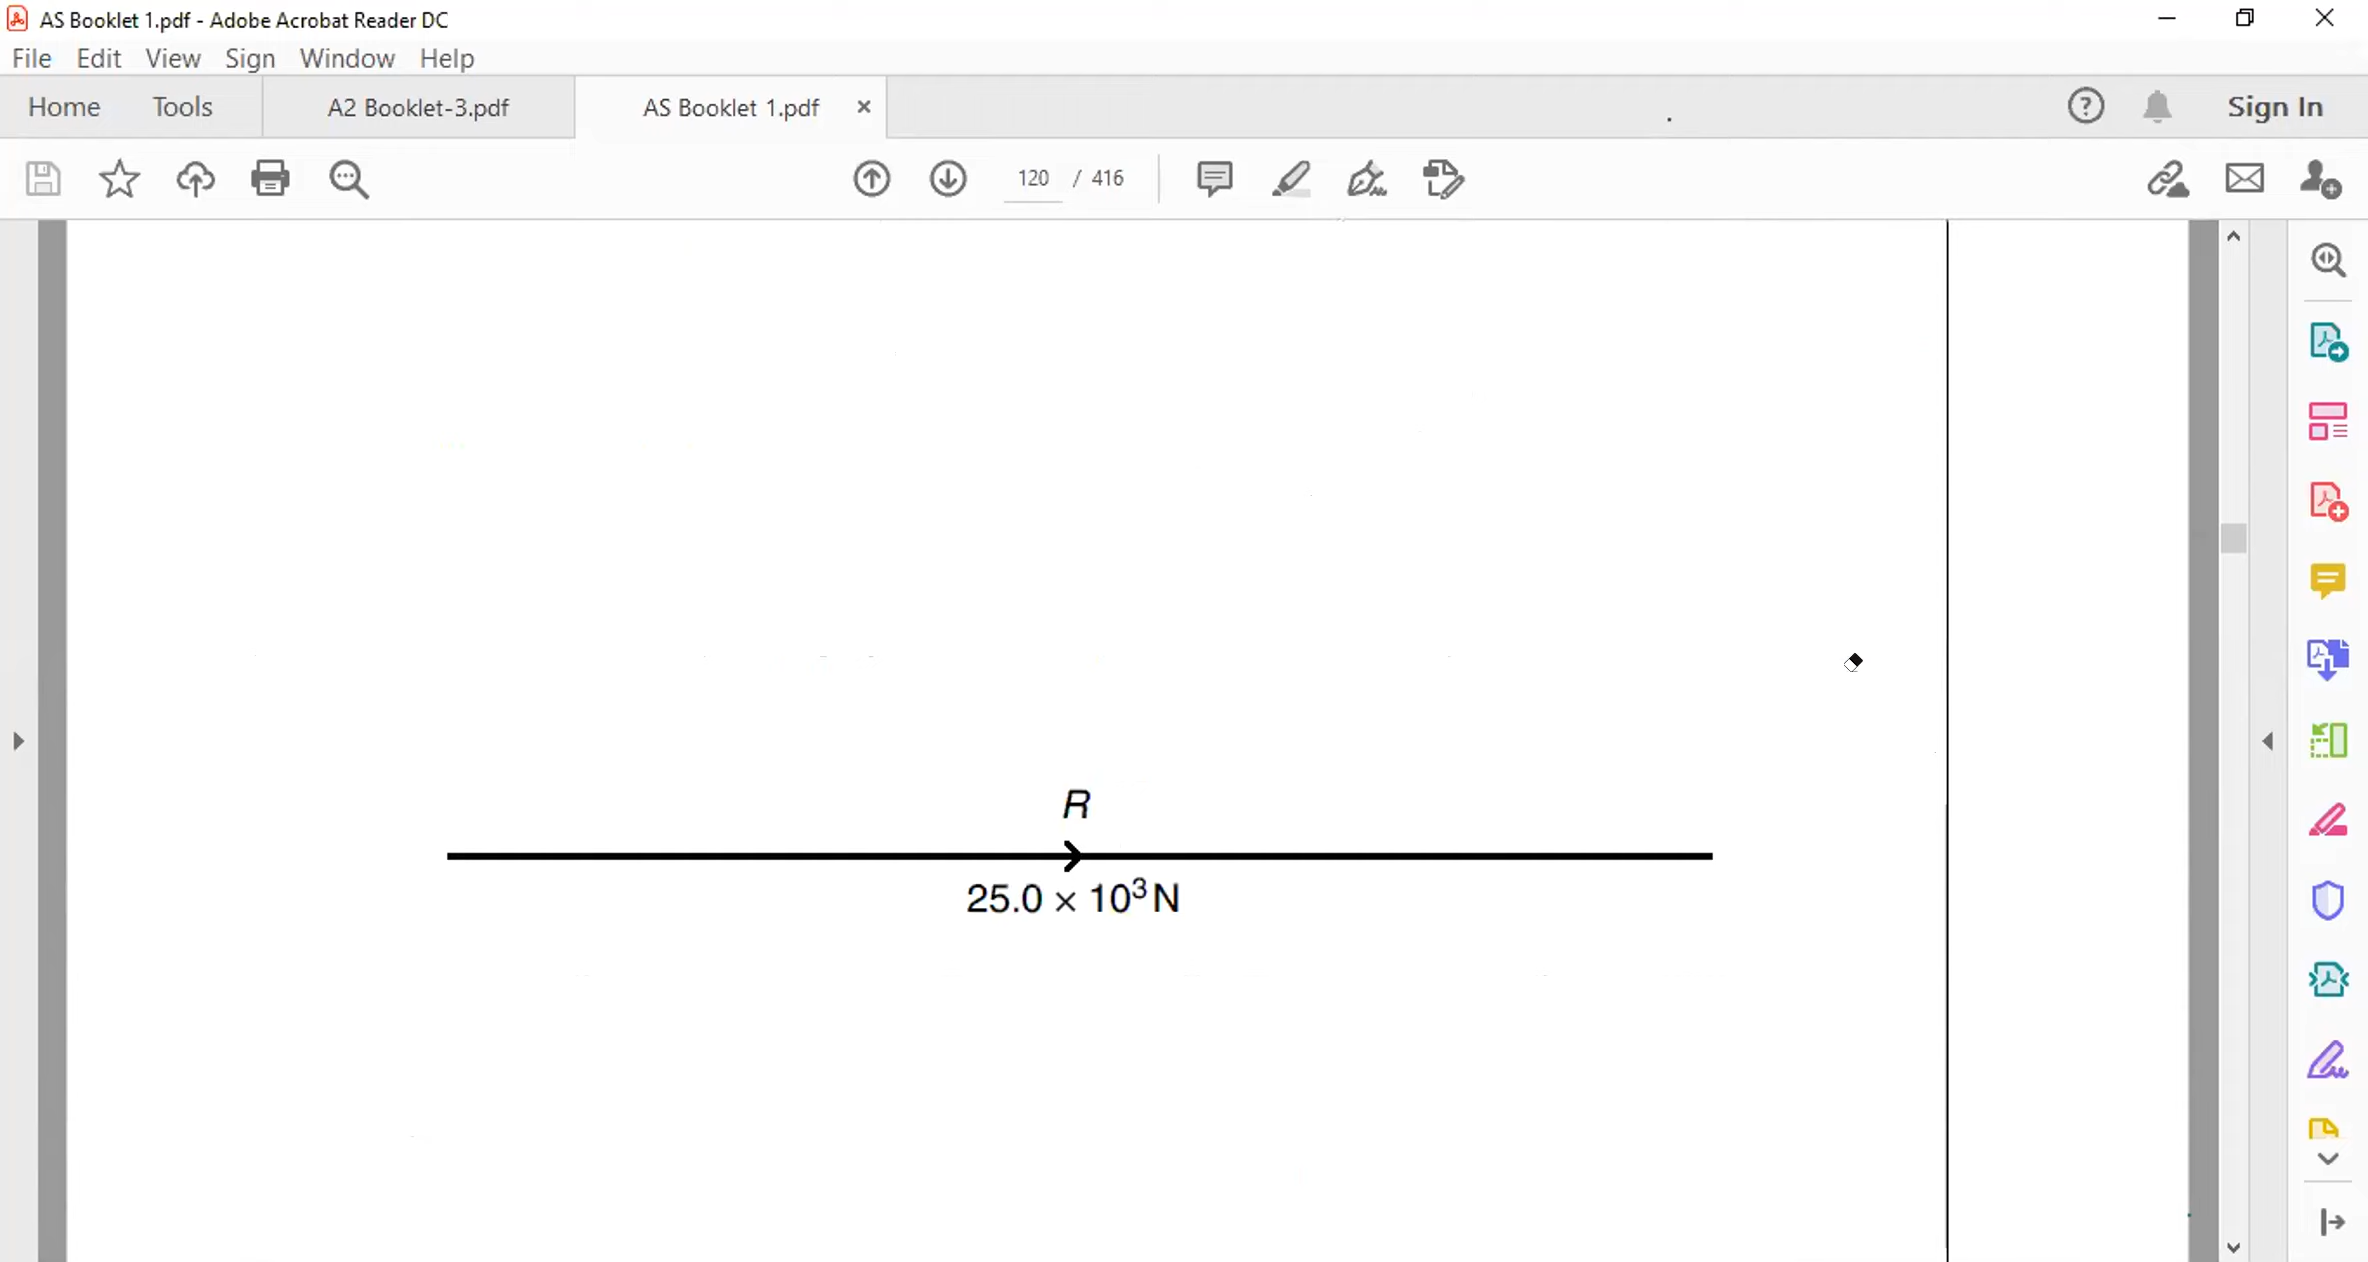 AS Booklet 1.pdf - Adobe Acrobat Reader DC
File Edit View Sign Window Help
Home Tools A2 Booklet-3.pdf AS Booklet 1.pdf × Sign In
120 / 416
R
25.0 × 10³ N